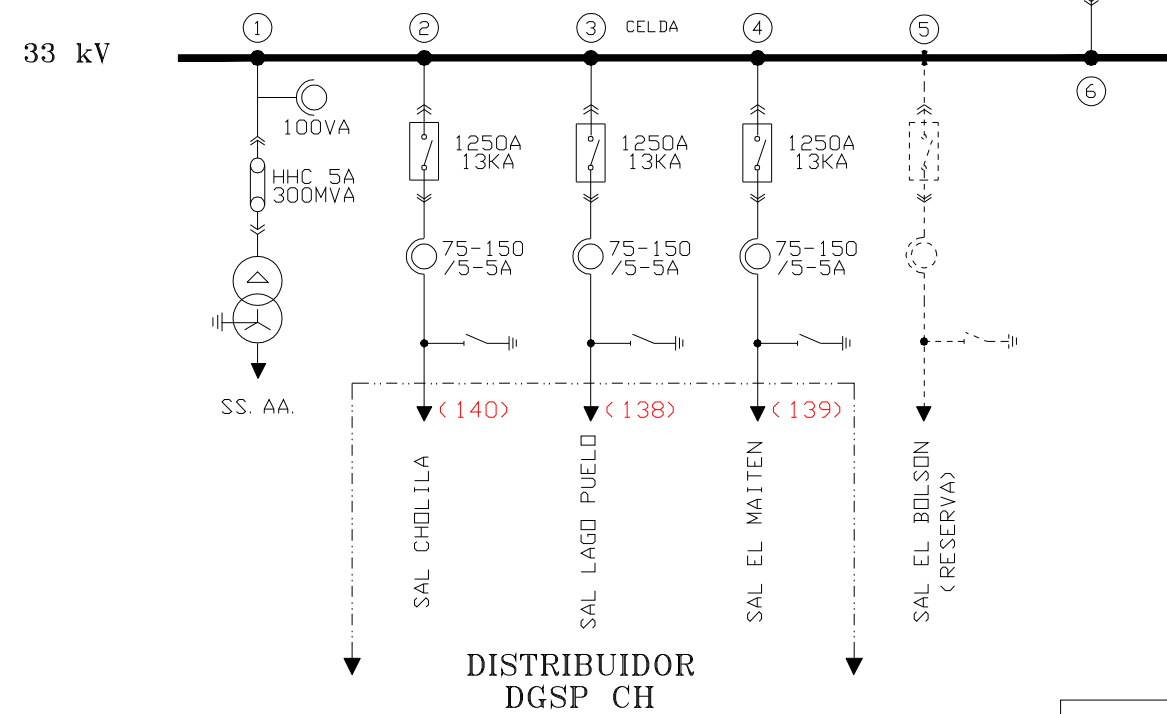 1
2
3
CELDA
4
5
33 kV
6
100VA
1250A
13KA
1250A
13KA
1250A
13KA
HHC 5A
300MVA
75-150
/5-5A
75-150
/5-5A
75-150
/5-5A
SS. AA.
(140)
(138)
(139)
SAL CHOLILA
SAL LAGO PUELO
SAL EL MAITEN
SAL EL BOLSON
(RESERVA)
DISTRIBUIDOR
DGSP CH